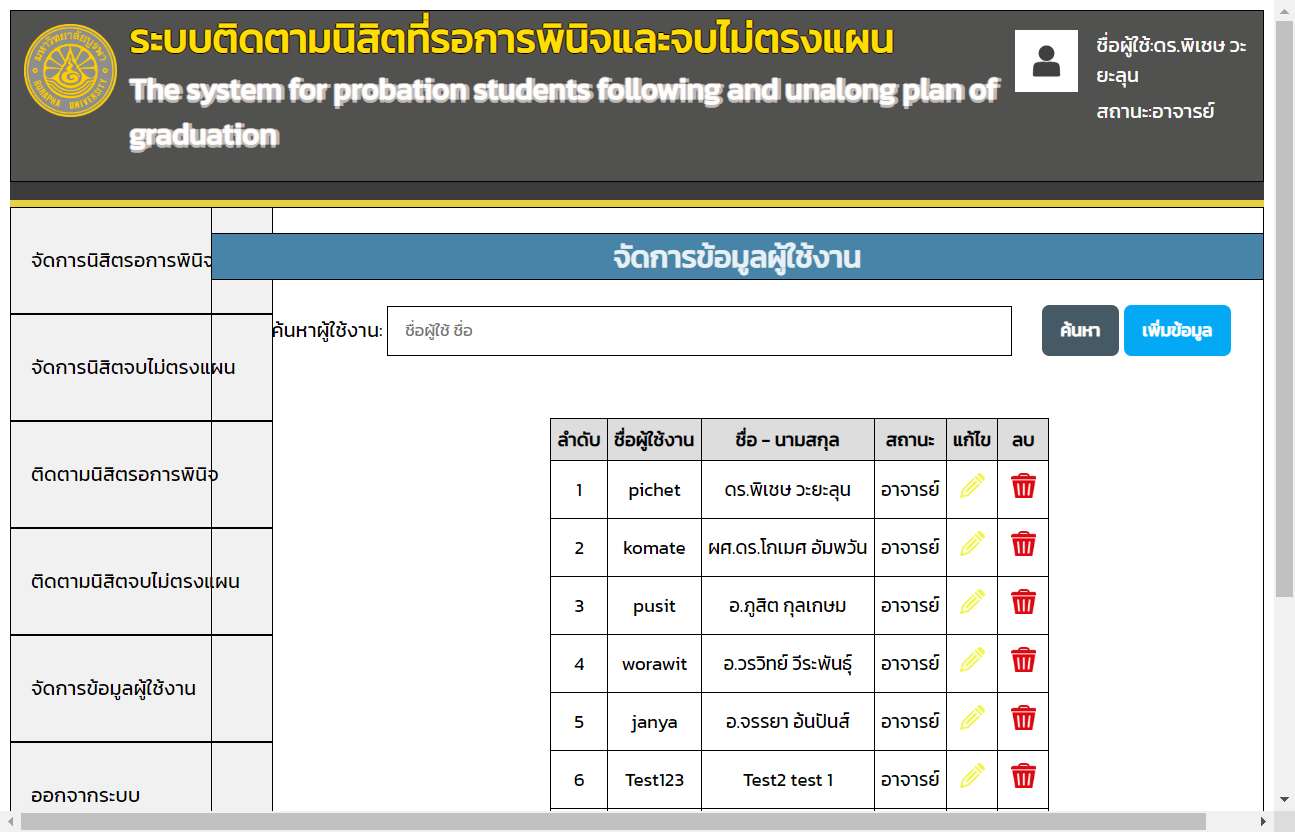 มหาวิทยาลัยบูรพา
BURAPHA UNIVERSITY
ระบบติดตามนิสิตที่รอการพินิจและจบไม่ตรงแผน
The system for probation students following and unalong plan of
graduation
ชื่อผู้ใช้:ดร.พิเชษ วะ
ยะลุน
สถานะ:อาจารย์
จัดการนิสิตรอการพินิจ
จัดการนิสิตจบไม่ตรงแผน
ติดตามนิสิตรอการพินิจ
ติดตามนิสิตจบไม่ตรงแผน
จัดการข้อมูลผู้ใช้งาน
ออกจากระบบ
จัดการข้อมูลผู้ใช้งาน
ค้นหาผู้ใช้งาน: ชื่อผู้ใช้ ชื่อ ค้นหา เพิ่มข้อมูล
ลำดับ ชื่อผู้ใช้งาน ชื่อ - นามสกุล สถานะ แก้ไข ลบ
1 pichet ดร.พิเชษ วะยะลุน อาจารย์
2 komate ผศ.ดร.โกเมศ อัมพวัน อาจารย์
3 pusit อ.ภูสิต กุลเกษม อาจารย์
4 worawit อ.วรวิทย์ วีระพันธุ์ อาจารย์
5 janya อ.จรรยา อ้นปันส์ อาจารย์
6 Test123 Test2 test 1 อาจารย์